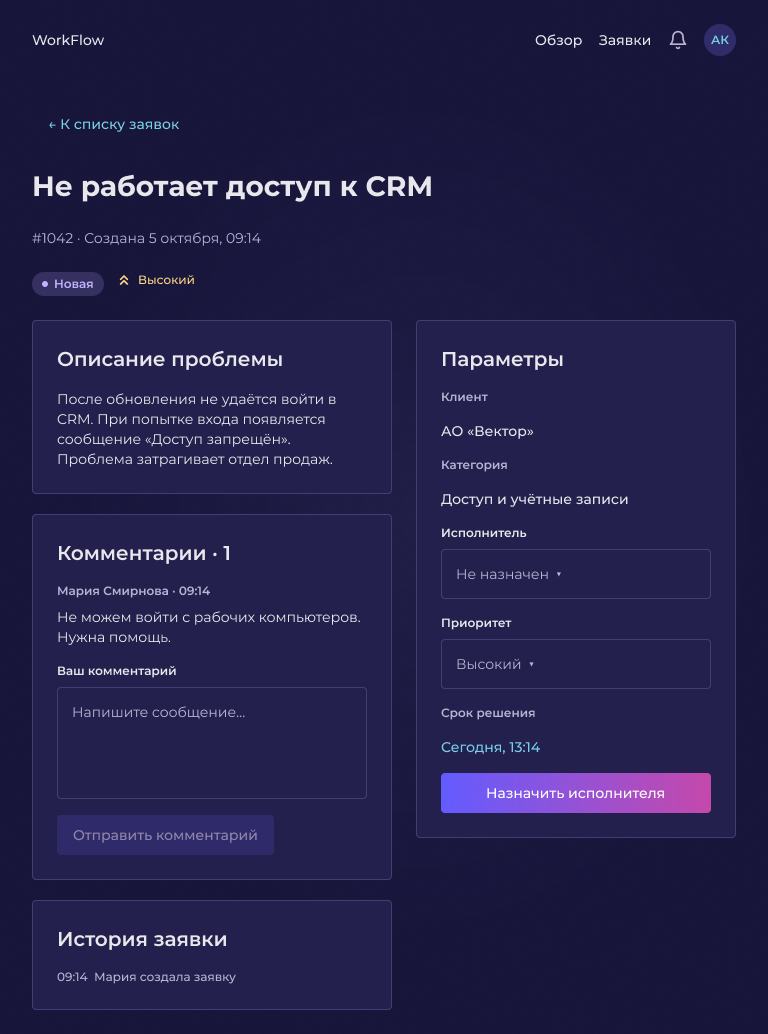 WorkFlow
Обзор
Заявки
АК
← К списку заявок
Не работает доступ к CRM
#1042 · Создана 5 октября, 09:14
Новая
Высокий
Описание проблемы
После обновления не удаётся войти в
CRM. При попытке входа появляется
сообщение «Доступ запрещён».
Проблема затрагивает отдел продаж.
Комментарии · 1
Мария Смирнова · 09:14
Не можем войти с рабочих компьютеров.
Нужна помощь.
Ваш комментарий
Напишите сообщение...
Отправить комментарий
История заявки
09:14 Мария создала заявку
Параметры
Клиент
АО «Вектор»
Категория
Доступ и учётные записи
Исполнитель
Не назначен ▾
Приоритет
Высокий ▾
Срок решения
Сегодня, 13:14
Назначить исполнителя